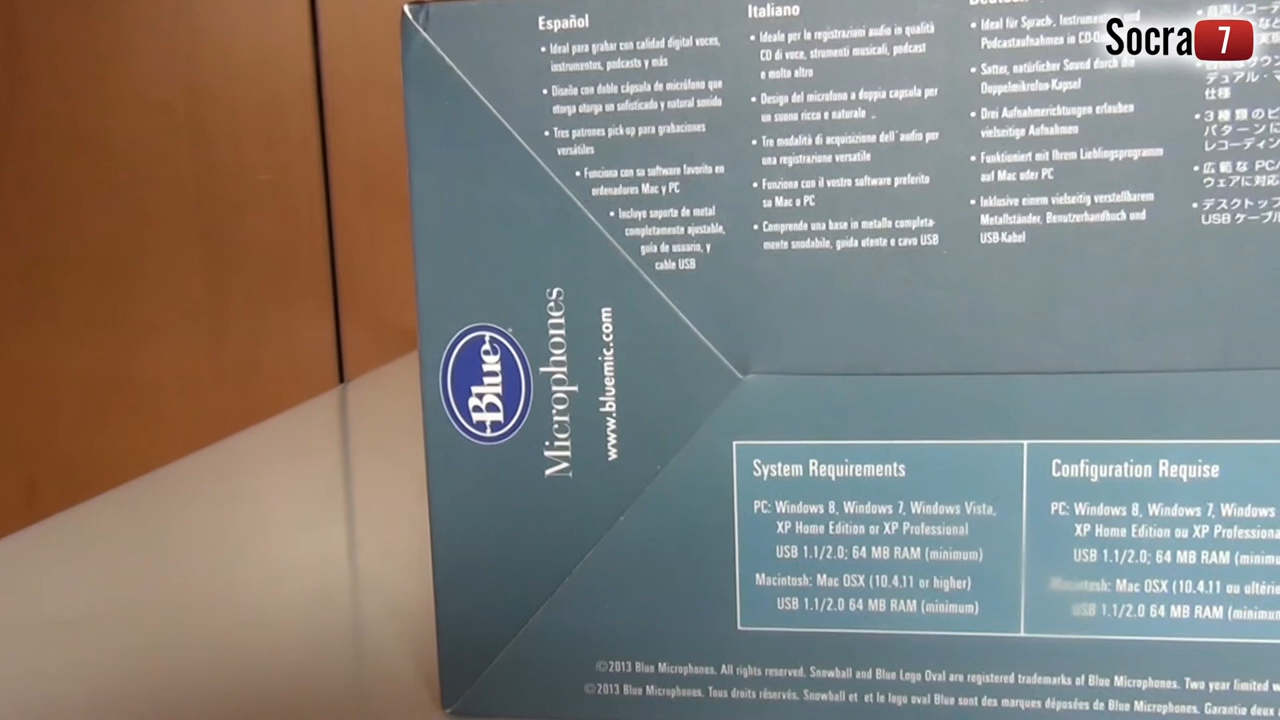 Socra 7
Español
• Ideal para grabar con calidad digital voces,
instrumentos, podcasts y más
• Diseño con doble cápsula de micrófono que
otorga otorga un sofisticado y natural sonido
• Tres patrones pick up para grabaciones
versátiles
• Funciona con su software favorito en
ordenadores Mac y PC
• Incluye soporte de metal
completamente ajustable,
guía de usuario, y
cable USB
Italiano
• Ideale per le registrazioni audio in qualità
CD di voce, strumenti musicali, podcast
e molto altro
• Design del microfono a doppia capsula per
un suono ricco e naturale
• Tre modalità di acquisizione dell'audio per
una registrazione versatile
• Funziona con il vostro software preferito
su Mac o PC
• Comprende una base in metallo completa-
mente snodabile, guida utente e cavo USB
• Ideal für Sprach-,
Podcastaufnahmen in
• Satter, natürlicher Sound durch die
Doppelmikrofon-Kapsel
• Drei Aufnahmerichtungen erlauben
vielseitige Aufnahmen
• Funktioniert mit Ihrem Lieblingsprogramm
auf Mac oder PC
• Inklusive einem vielseitig verstellbarem
Metallständer, Benutzerhandbuch und
USB-Kabel
デュアル・
仕様
• 3種類のピ
パターンに
レコーディン
• 広範な PC
ウェアに対応
• デスクトップ
USB ケーブル
Blue
Microphones
www.bluemic.com
System Requirements
PC: Windows 8, Windows 7, Windows Vista,
XP Home Edition or XP Professional
USB 1.1/2.0; 64 MB RAM (minimum)
Macintosh: Mac OSX (10.4.11 or higher)
USB 1.1/2.0 64 MB RAM (minimum)
Configuration Requise
PC: Windows 8, Windows 7, Windows
XP Home Edition ou XP Professiona
USB 1.1/2.0; 64 MB RAM (minimu
Macintosh: Mac OSX (10.4.11 ou ultérie
USB 1.1/2.0 64 MB RAM (minimum
©2013 Blue Microphones. All rights reserved. Snowball and Blue Logo Oval are registered trademarks of Blue Microphones. Two year limited w
©2013 Blue Microphones. Tous droits réservés. Snowball et et le logo oval Blue sont des marques déposées de Blue Microphones. Garantie deux